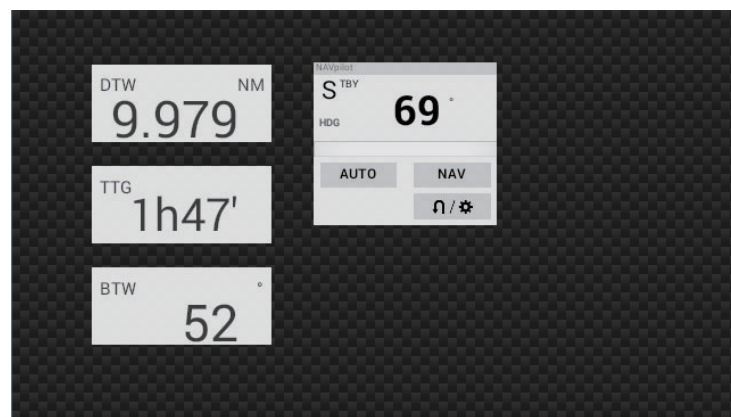 DTW NM
9.979
TTG
1h47'
BTW °
52
NAVpilot
S TBY
HDG 69 °
AUTO NAV
/